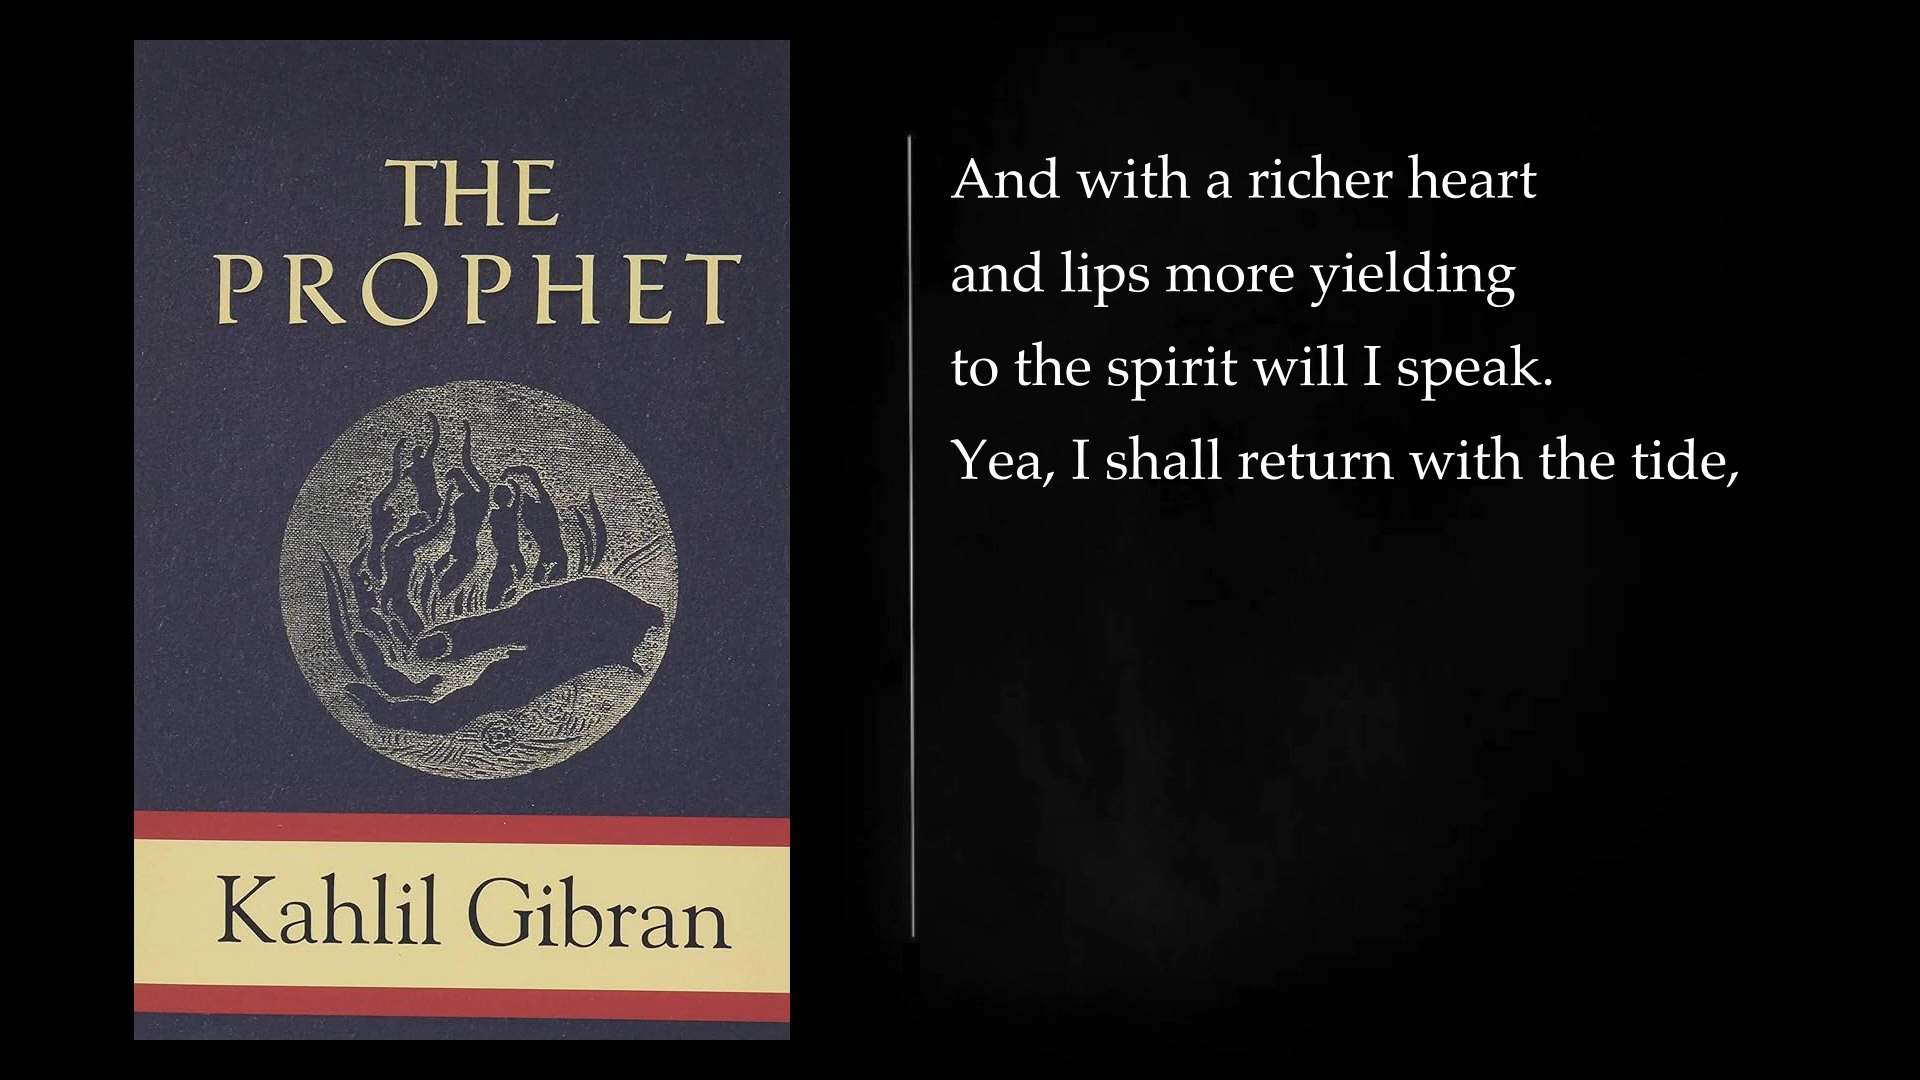 THE
PROPHET
Kahlil Gibran
And with a richer heart
and lips more yielding
to the spirit will I speak.
Yea, I shall return with the tide,